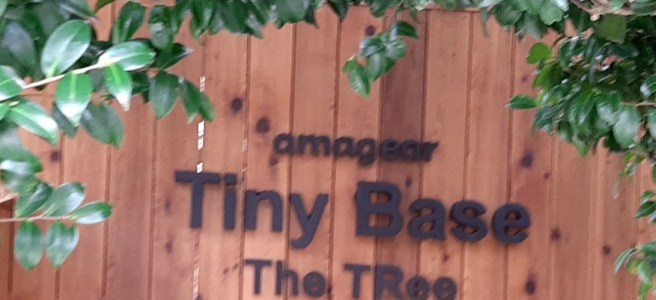 amagear
Tiny Base
The TRee